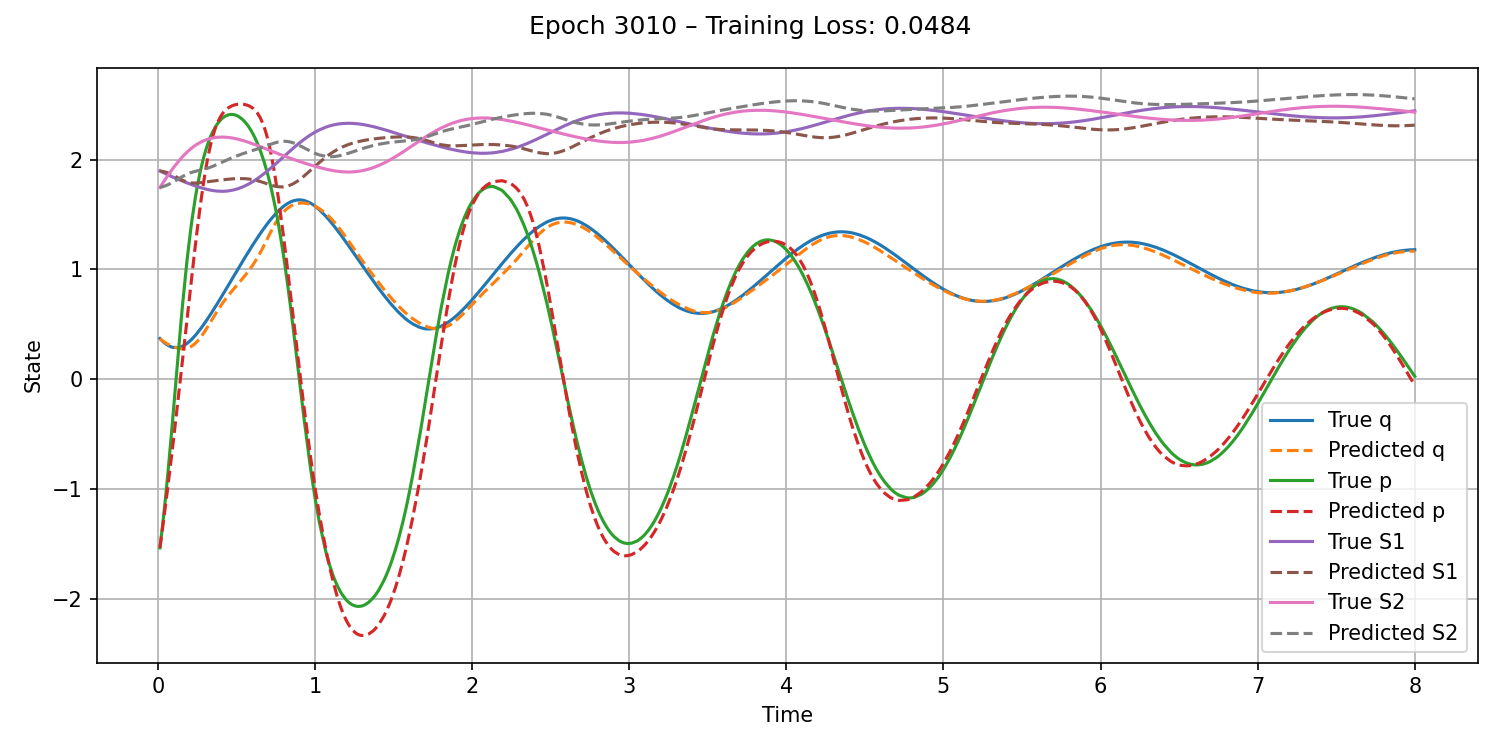 Epoch 3010 – Training Loss: 0.0484
State
2
1
0
−1
−2
True q
Predicted q
True p
Predicted p
True S1
Predicted S1
True S2
Predicted S2
0 1 2 3 4 5 6 7 8
Time